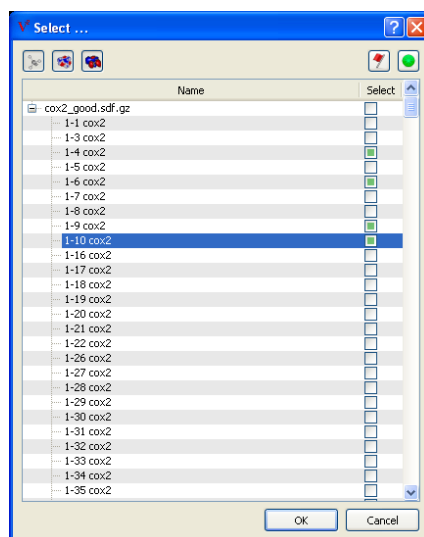 Select ...
Name Select
cox2_good.sdf.gz
1-1 cox2
1-3 cox2
1-4 cox2
1-5 cox2
1-6 cox2
1-7 cox2
1-8 cox2
1-9 cox2
1-10 cox2
1-16 cox2
1-17 cox2
1-18 cox2
1-19 cox2
1-20 cox2
1-21 cox2
1-22 cox2
1-26 cox2
1-27 cox2
1-28 cox2
1-29 cox2
1-30 cox2
1-31 cox2
1-32 cox2
1-33 cox2
1-34 cox2
1-35 cox2
OK Cancel